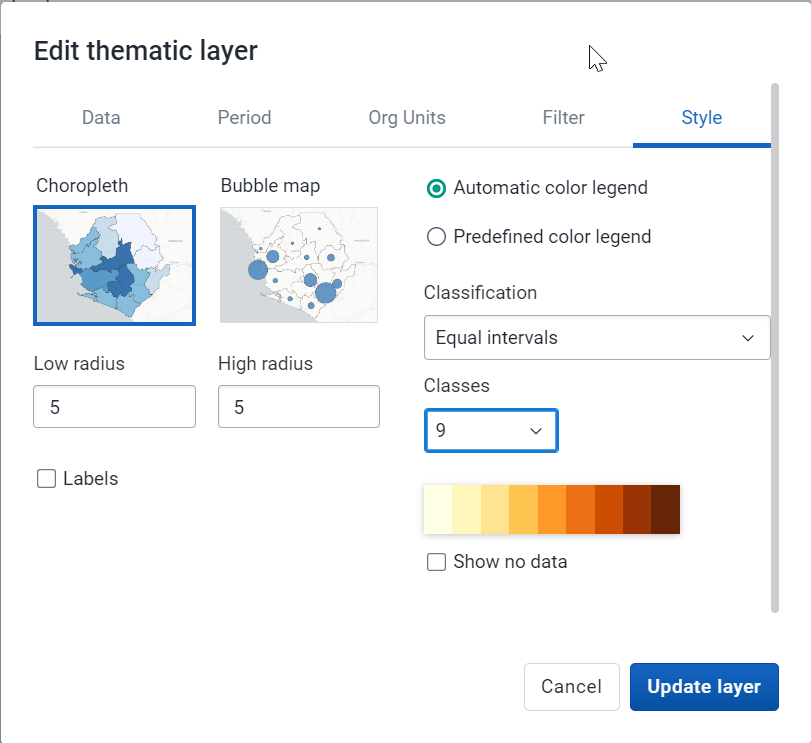 Edit thematic layer
Data Period Org Units Filter Style
Choropleth Bubble map
Low radius High radius
5 5
Labels
Automatic color legend
Predefined color legend
Classification
Equal intervals
Classes
9
Show no data
Cancel Update layer